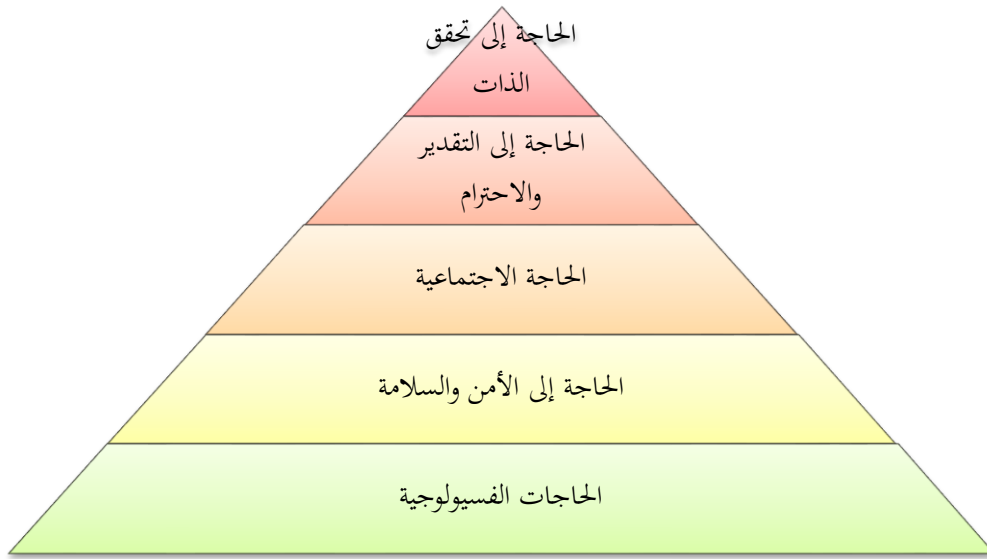 الحاجة إلى تحقق
الذات
الحاجة إلى التقدير
والاحترام
الحاجة الاجتماعية
الحاجة إلى الأمن والسلامة
الحاجات الفسيولوجية